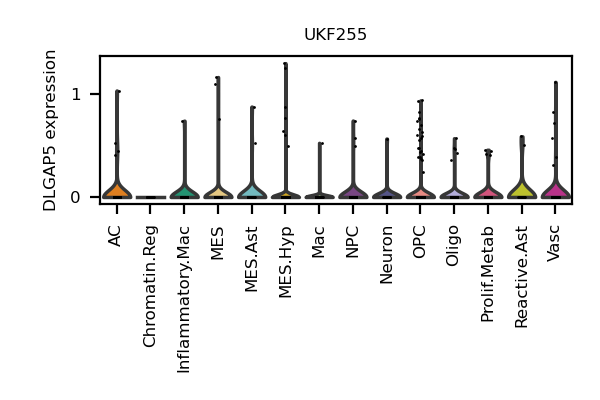 UKF255
DLGAP5 expression
1
0
AC
Chromatin.Reg
Inflammatory.Mac
MES
MES.Ast
MES.Hyp
Mac
NPC
Neuron
OPC
Oligo
Prolif.Metab
Reactive.Ast
Vasc